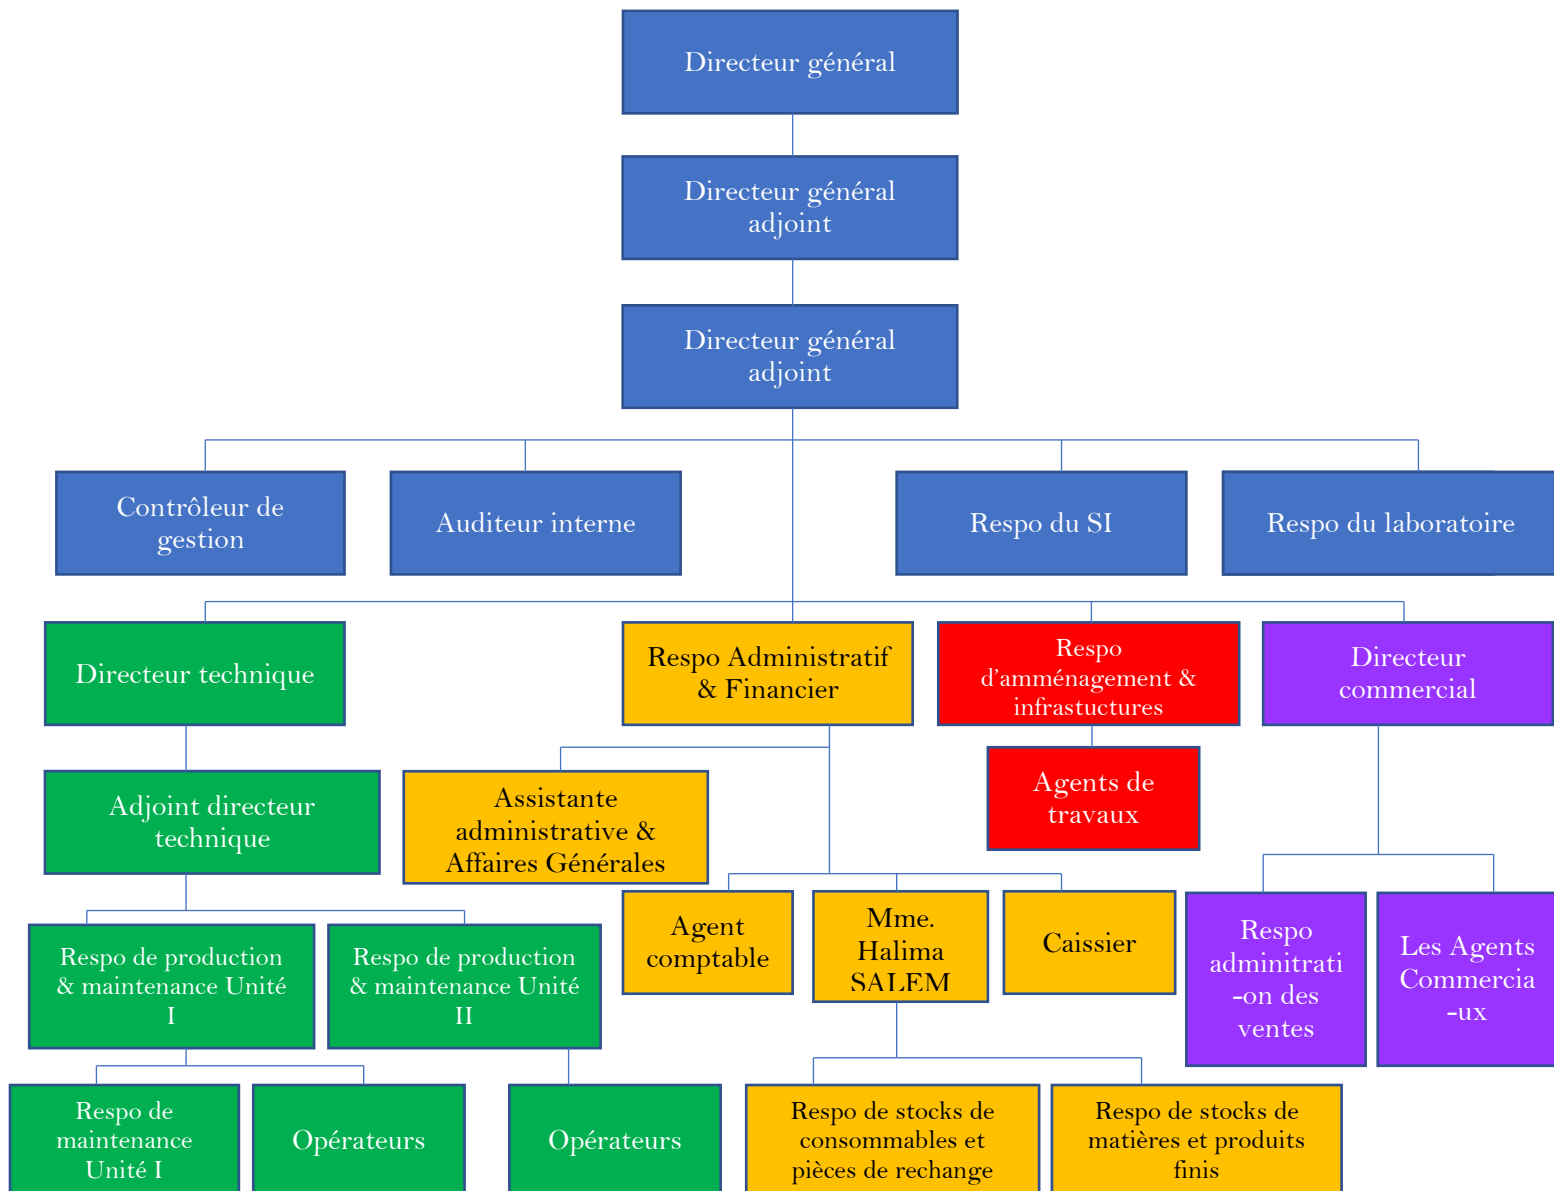 Directeur général
Directeur général
adjoint
Directeur général
adjoint
Contrôleur de
gestion
Auditeur interne
Respo du SI
Respo du laboratoire
Directeur technique
Respo Administratif
& Financier
Respo
d'amménagement &
infrastuctures
Directeur
commercial
Adjoint directeur
technique
Assistante
administrative &
Affaires Générales
Agents de
travaux
Respo de production
& maintenance Unité
I
Respo de production
& maintenance Unité
II
Agent
comptable
Mme.
Halima
SALEM
Caissier
Respo
adminitrati
-on des
ventes
Les Agents
Commercia
-ux
Respo de
maintenance
Unité I
Opérateurs
Opérateurs
Respo de stocks de
consommables et
pièces de rechange
Respo de stocks de
matières et produits
finis